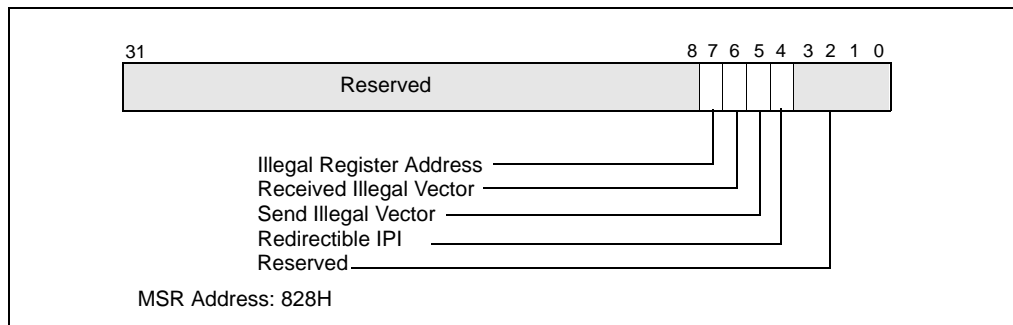 31 8 7 6 5 4 3 2 1 0
Reserved
Illegal Register Address
Received Illegal Vector
Send Illegal Vector
Redirectible IPI
Reserved
MSR Address: 828H